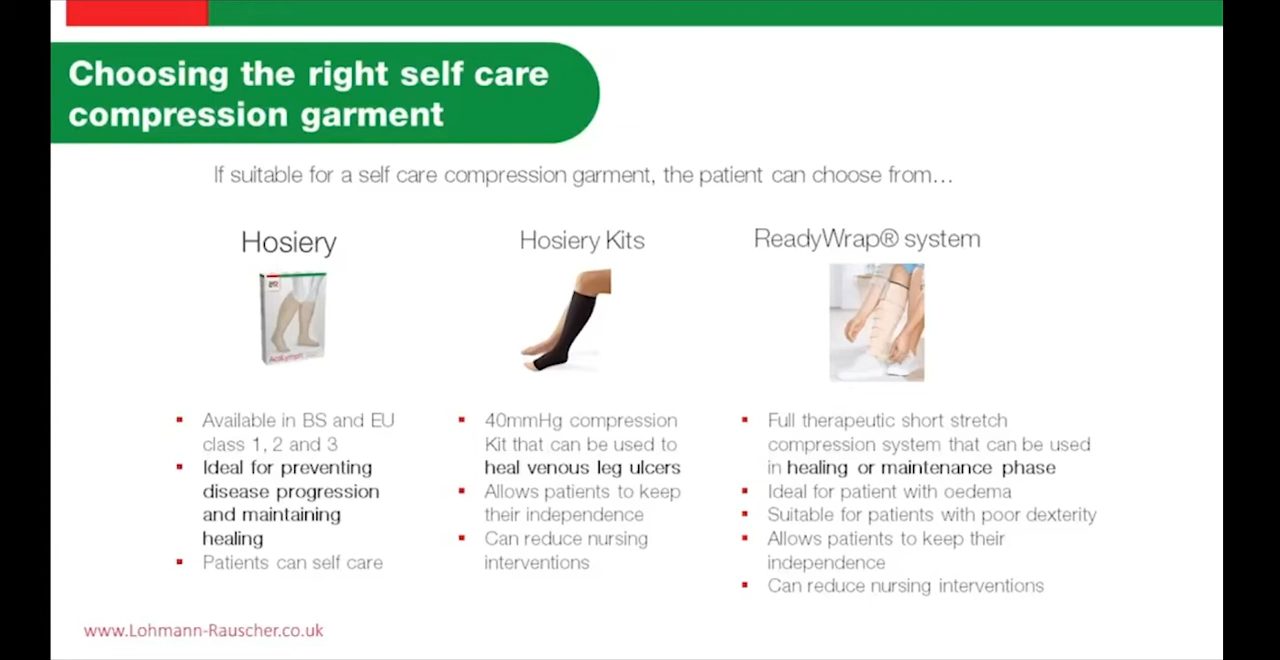 Choosing the right self care
compression garment
If suitable for a self care compression garment, the patient can choose from...
Hosiery
Hosiery Kits
ReadyWrap® system
ActiLymph
Available in BS and EU
class 1, 2 and 3
Ideal for preventing
disease progression
and maintaining
healing
Patients can self care
40mmHg compression
Kit that can be used to
heal venous leg ulcers
Allows patients to keep
their independence
Can reduce nursing
interventions
Full therapeutic short stretch
compression system that can be used
in healing or maintenance phase
Ideal for patient with oedema
Suitable for patients with poor dexterity
Allows patients to keep their
independence
Can reduce nursing interventions
www.Lohmann-Rauscher.co.uk